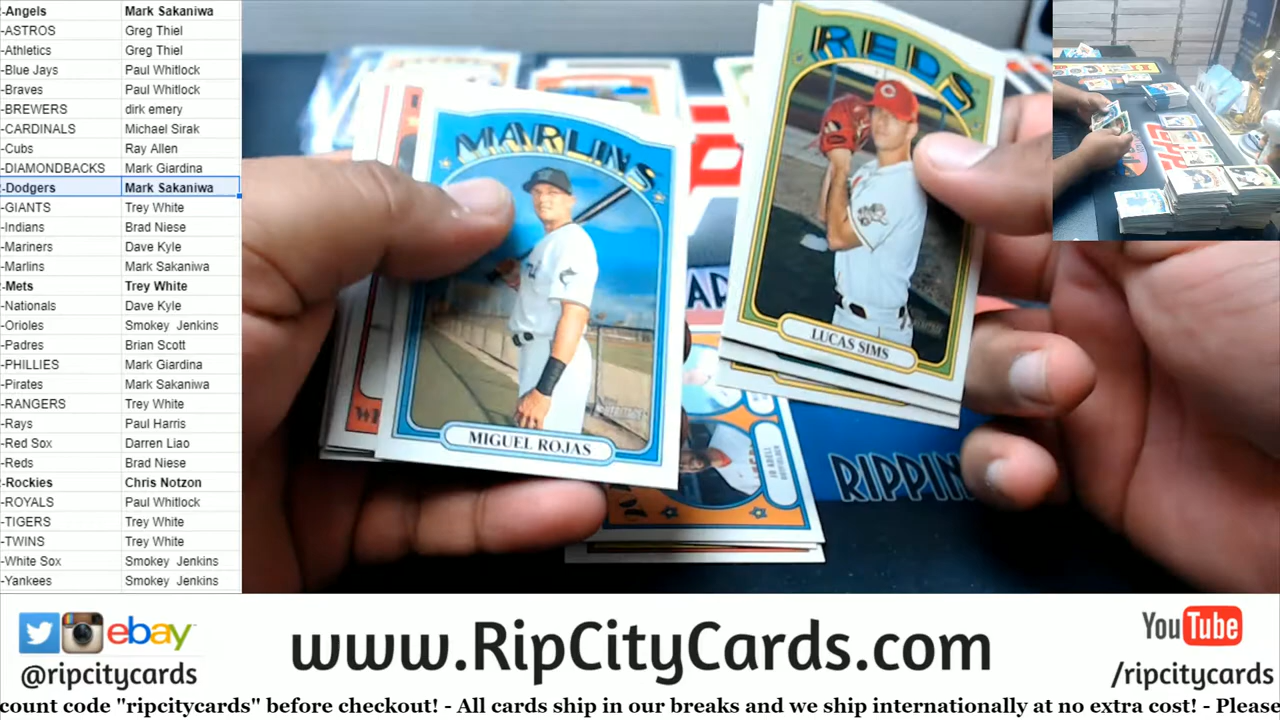 -Angels Mark Sakaniwa
-ASTROS Greg Thiel
-Athletics Greg Thiel
-Blue Jays Paul Whitlock
-Braves Paul Whitlock
-BREWERS dirk emery
-CARDINALS Michael Sirak
-Cubs Ray Allen
-DIAMONDBACKS Mark Giardina
-Dodgers Mark Sakaniwa
-GIANTS Trey White
-Indians Brad Niese
-Mariners Dave Kyle
-Marlins Mark Sakaniwa
-Mets Trey White
-Nationals Dave Kyle
-Orioles Smokey Jenkins
-Padres Brian Scott
-PHILLIES Mark Giardina
-Pirates Mark Sakaniwa
-RANGERS Trey White
-Rays Paul Harris
-Red Sox Darren Liao
-Reds Brad Niese
-Rockies Chris Notzon
-ROYALS Paul Whitlock
-TIGERS Trey White
-TWINS Trey White
-White Sox Smokey Jenkins
-Yankees Smokey Jenkins
MARLINS
MIGUEL ROJAS
REDS
LUCAS SIMS
JO ADELL
OUTFIELDER
RIPPIN
ebay
@ripcitycards
www.RipCityCards.com
YouTube
/ripcitycards
count code "ripcitycards" before checkout! - All cards ship in our breaks and we ship internationally at no extra cost! - Please